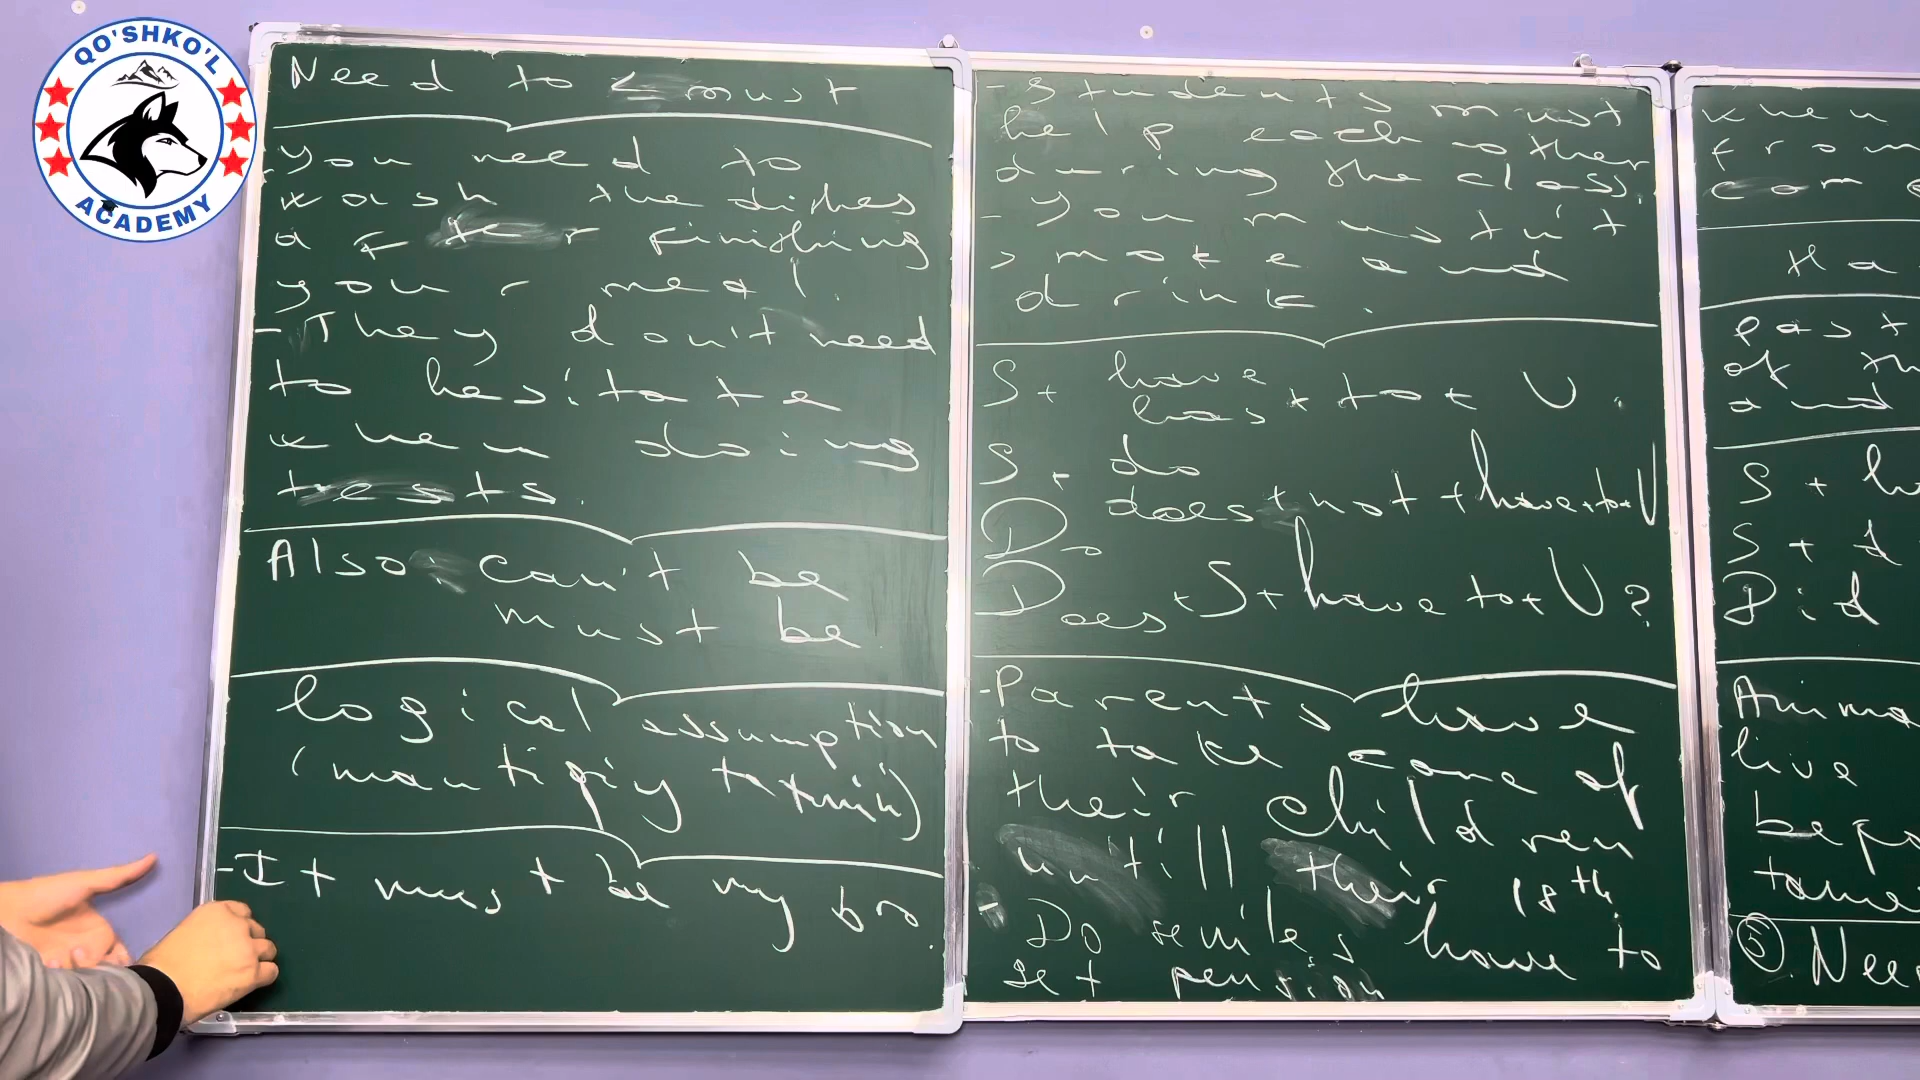 QO'SHKO'L
ACADEMY
Need to < must
you need to
wash the dishes
after finishing
your meal.
- They don't need
to hesitate
when doing
tests.
Also: can't be
must be
logical assumption
(mantiqiy taxmin)
- It must be my bro.
- Students must
help each other
during the class.
- you mustn't
smoke and
drink.
S + have
has + to + V.
S + do
does + not + have + to + V
Do
Does + S + have to + V?
- Parents have
to take care of
their children
untill their 18th.
- Do seniles have to
get pension
when
from
Ha
past
of th
and
S + h
S + d
Did
Anima
live
befo
tame
5. Nee